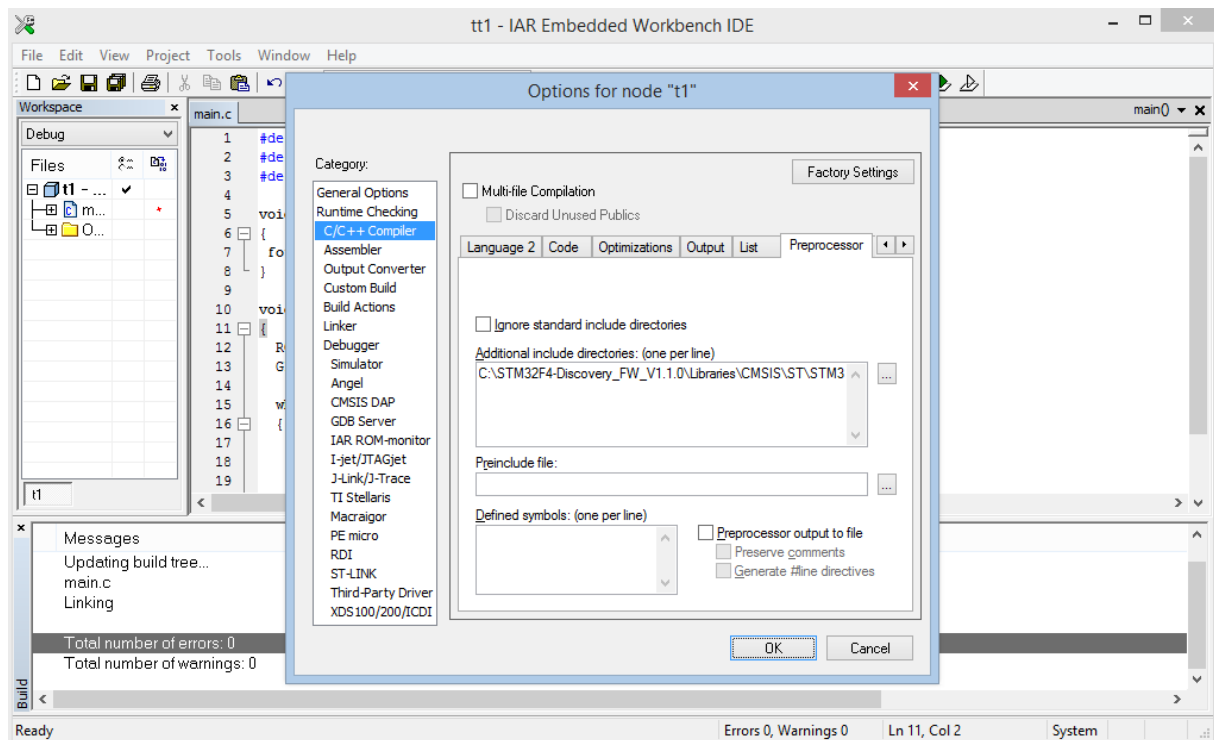 tt1 - IAR Embedded Workbench IDE
File Edit View Project Tools Window Help
Workspace
Debug
Files
t1 - ...
m...
O...
t1
main.c
main()
1 #de
2 #de
3 #de
4
5 voi
6 {
7 fo
8 }
9
10 voi
11 {
12 R
13 G
14
15 w
16 {
17
18
19
Options for node "t1"
Category:
General Options
Runtime Checking
C/C++ Compiler
Assembler
Output Converter
Custom Build
Build Actions
Linker
Debugger
Simulator
Angel
CMSIS DAP
GDB Server
IAR ROM-monitor
I-jet/JTAGjet
J-Link/J-Trace
TI Stellaris
Macraigor
PE micro
RDI
ST-LINK
Third-Party Driver
XDS100/200/ICDI
Factory Settings
Multi-file Compilation
Discard Unused Publics
Language 2 Code Optimizations Output List Preprocessor
Ignore standard include directories
Additional include directories: (one per line)
C:\STM32F4-Discovery_FW_V1.1.0\Libraries\CMSIS\ST\STM3
...
Preinclude file:
...
Defined symbols: (one per line)
Preprocessor output to file
Preserve comments
Generate #line directives
OK Cancel
Messages
Updating build tree...
main.c
Linking
Total number of errors: 0
Total number of warnings: 0
Build
Ready Errors 0, Warnings 0 Ln 11, Col 2 System